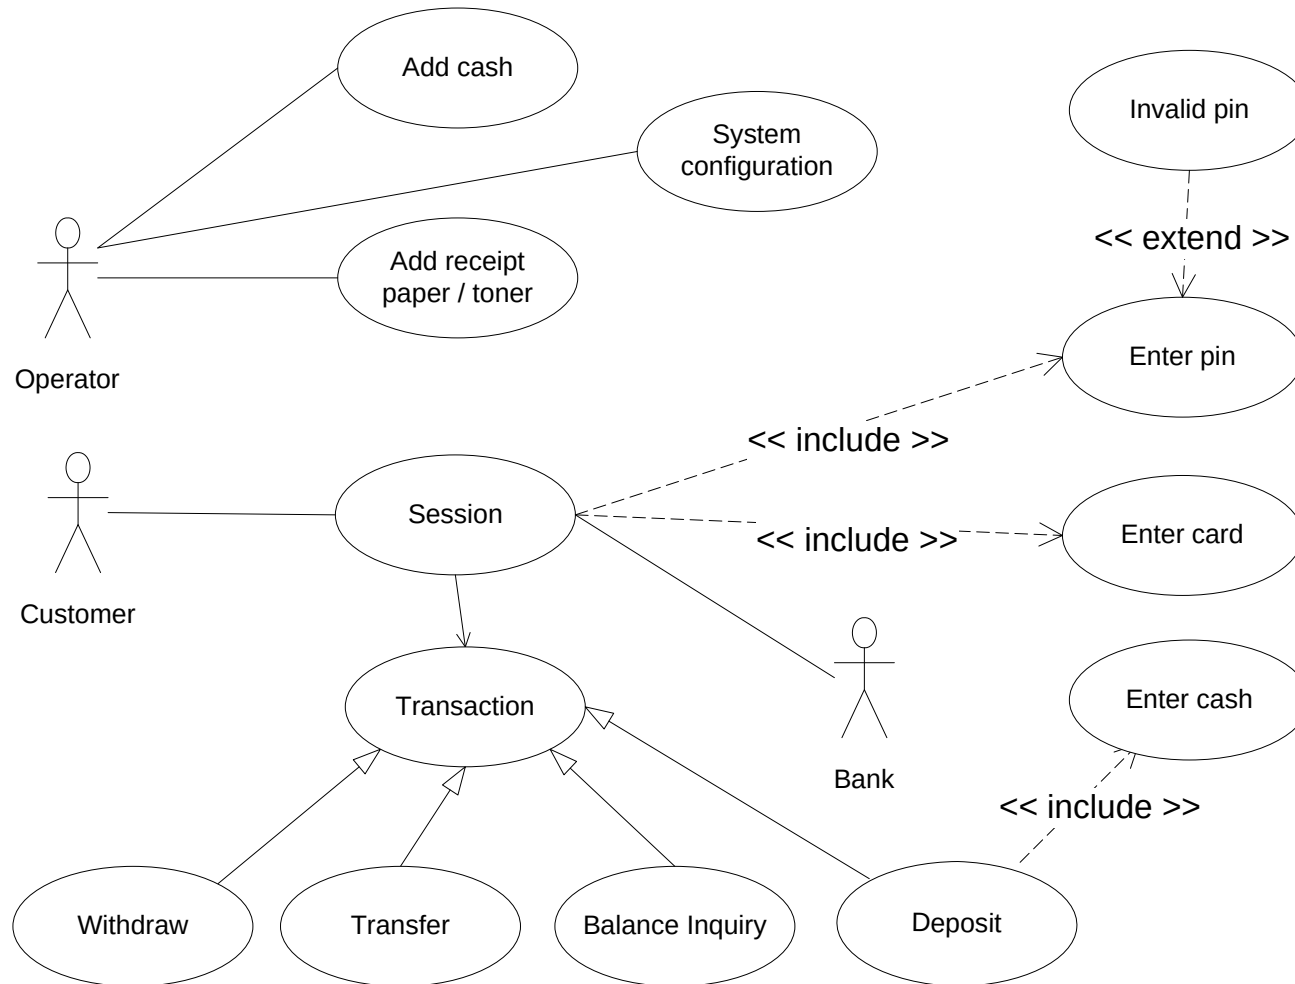 Add cash
Invalid pin
System
configuration
<< extend >>
Add receipt
paper / toner
Operator
Enter pin
<< include >>
Session
Enter card
<< include >>
Customer
Transaction
Enter cash
Bank
<< include >>
Withdraw
Transfer
Balance Inquiry
Deposit